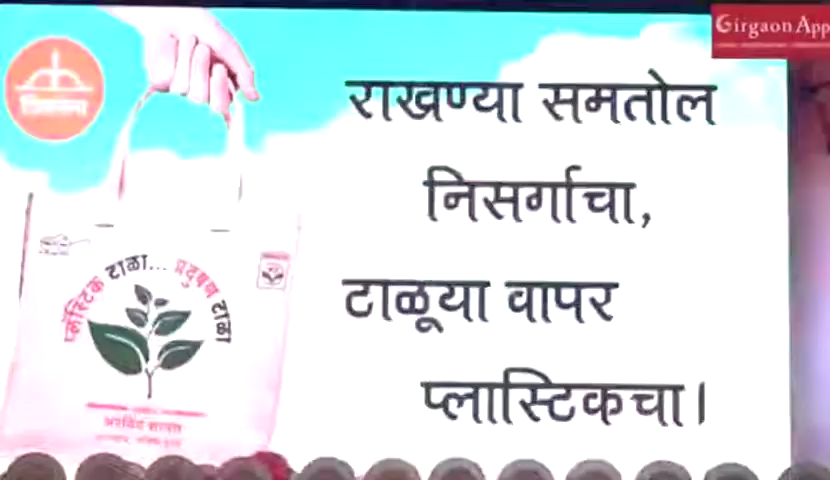 Girgaon App
राखण्या समतोल
निसर्गाचा,
टाळूया वापर
प्लास्टिकचा।
प्लॅस्टिक टाळा... प्रदुषण टाळा